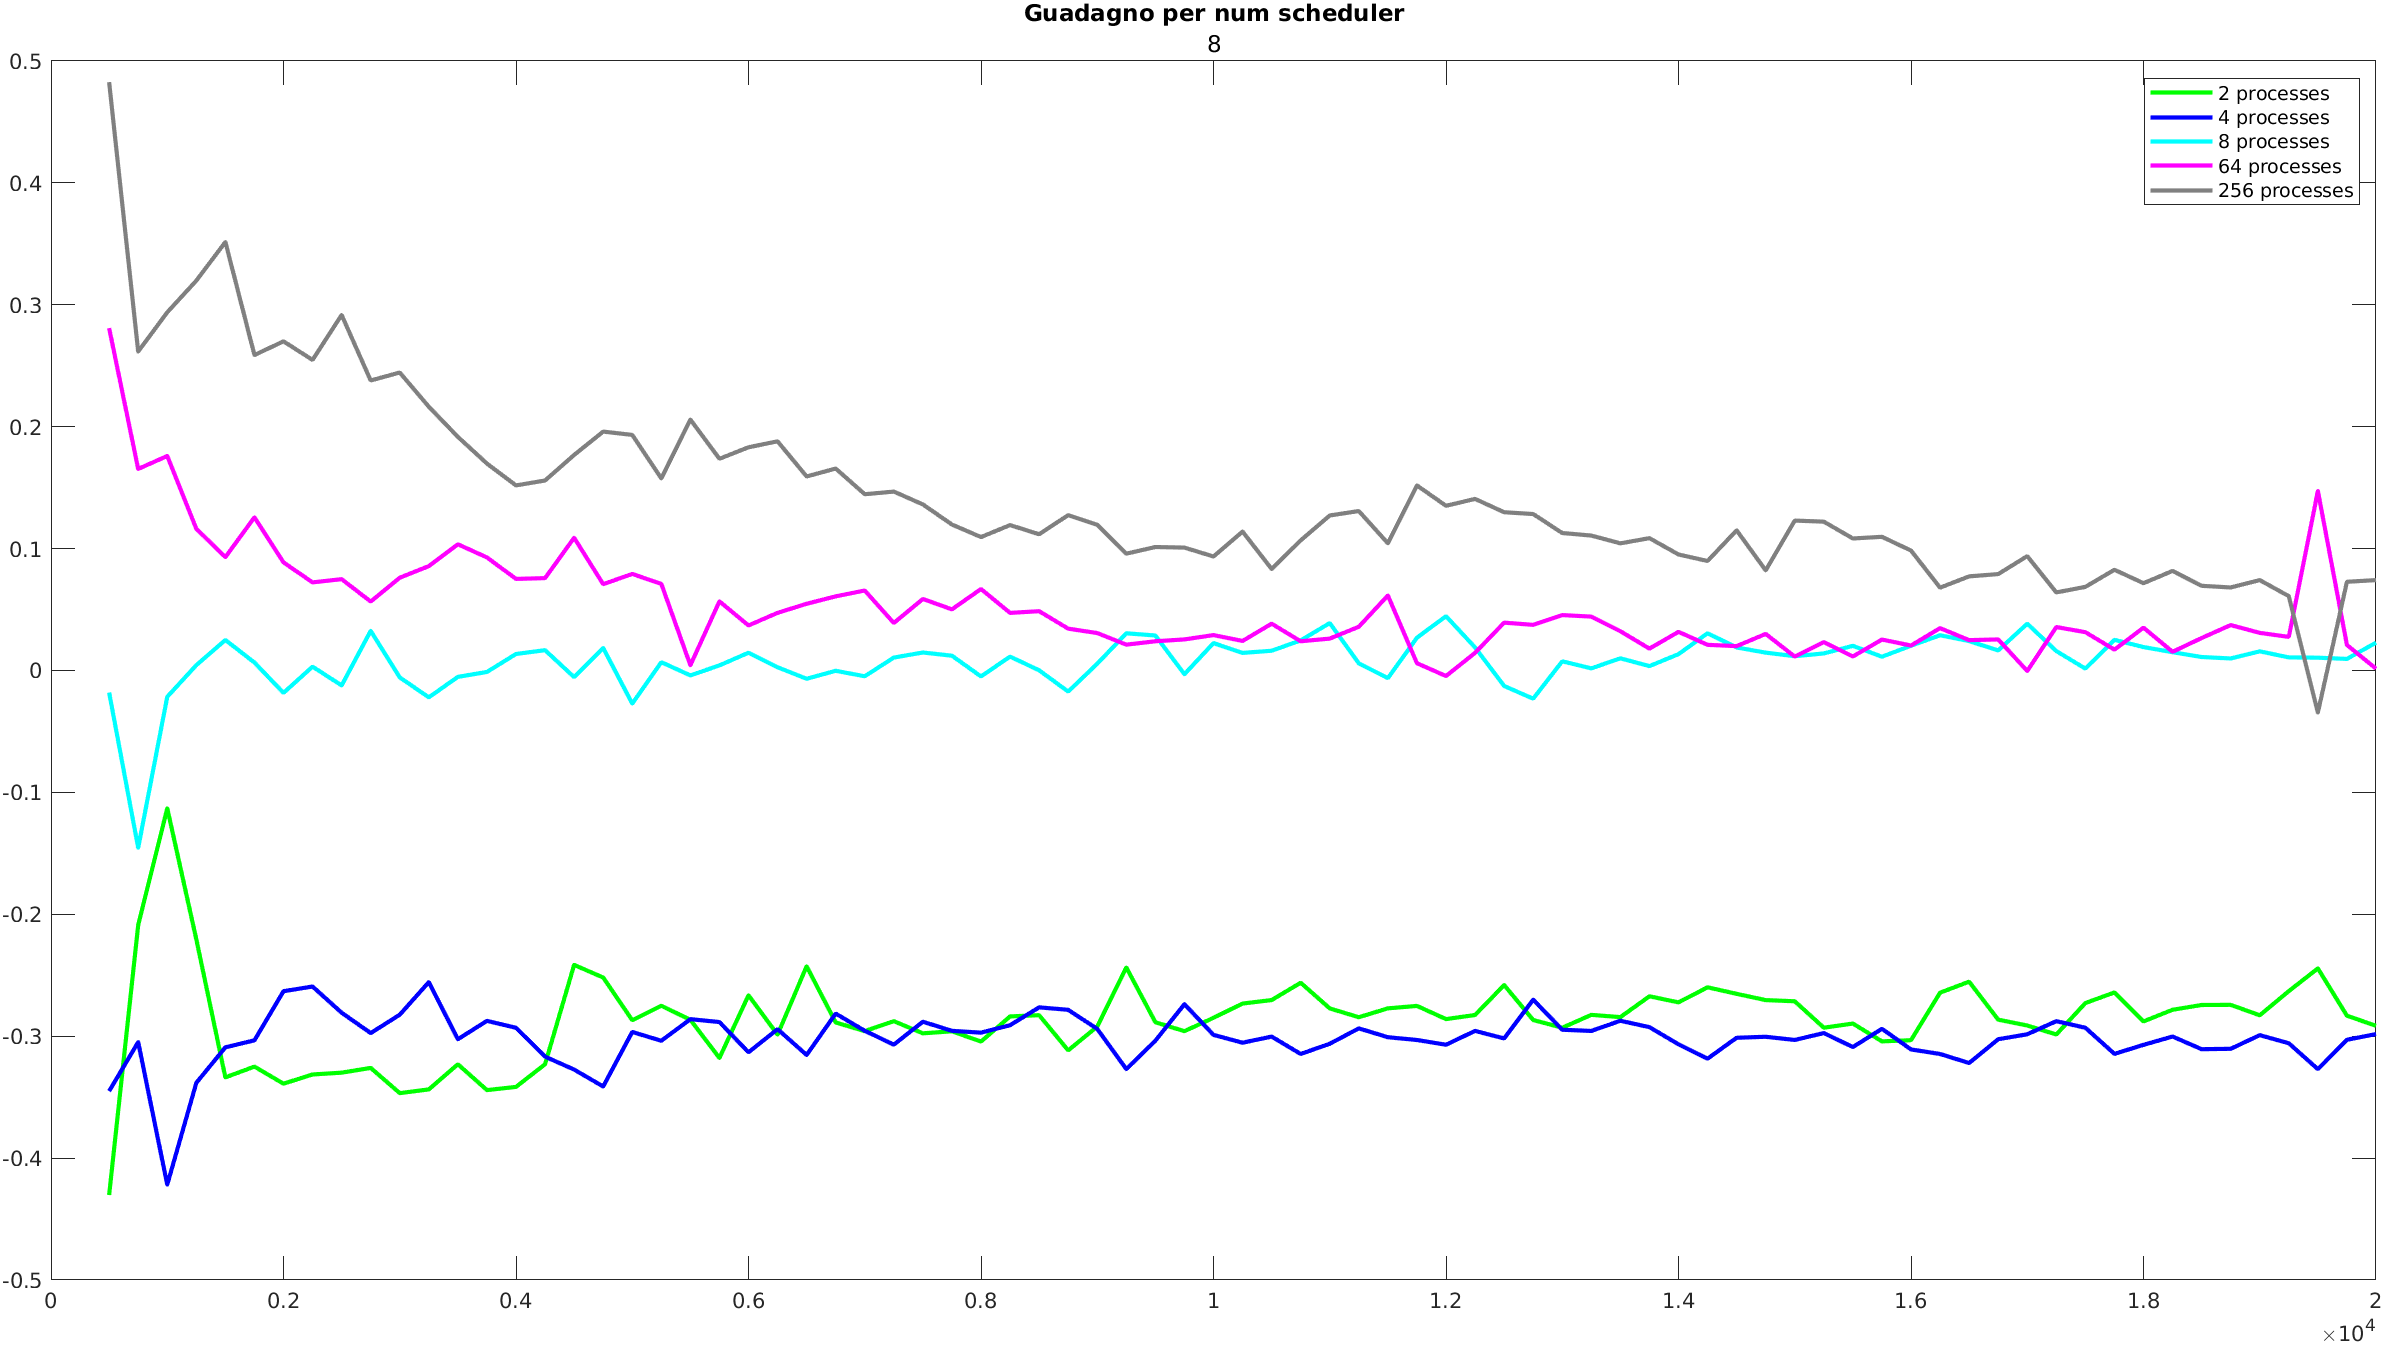 Guadagno per num scheduler
8
0.5
0.4
0.3
0.2
0.1
0
-0.1
-0.2
-0.3
-0.4
-0.5
2 processes
4 processes
8 processes
64 processes
256 processes
0 0.2 0.4 0.6 0.8 1 1.2 1.4 1.6 1.8 2
×10⁴